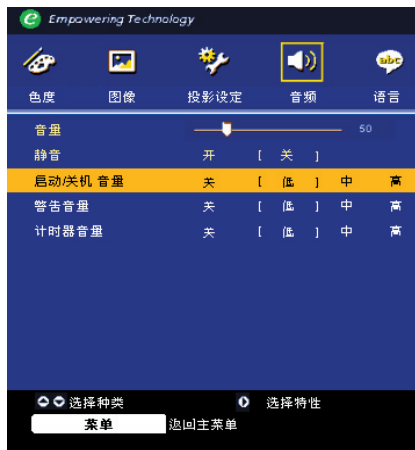 e Empowering Technology
色度 图像 投影设定 音频 abc 语言
音量 50
静音 开 [ 关 ]
启动/关机 音量 关 [ 低 ] 中 高
警告音量 关 [ 低 ] 中 高
计时器音量 关 [ 低 ] 中 高
选择种类 选择特性
菜单 返回主菜单